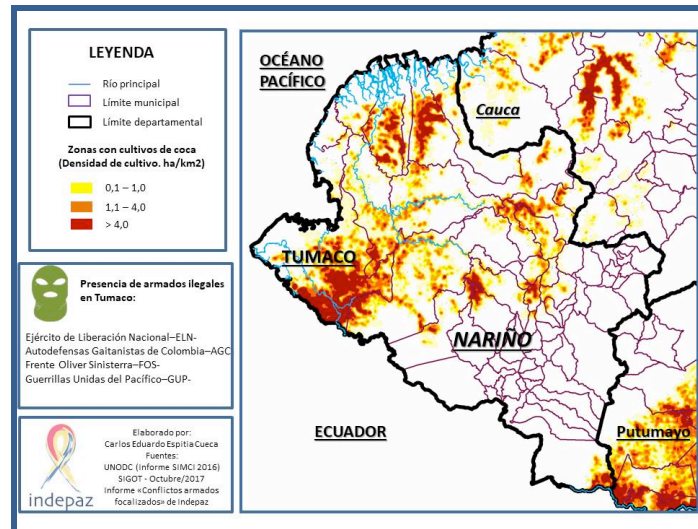 LEYENDA
Río principal
Límite municipal
Límite departamental
Zonas con cultivos de coca
(Densidad de cultivo. ha/km2)
0,1 – 1,0
1,1 – 4,0
> 4,0
Presencia de armados ilegales
en Tumaco:
Ejército de Liberación Nacional–ELN-
Autodefensas Gaitanistas de Colombia–AGC
Frente Oliver Sinisterra–FOS-
Guerrillas Unidas del Pacífico–GUP-
indepaz
Elaborado por:
Carlos Eduardo Espitia Cueca
Fuentes:
UNODC (Informe SIMCI 2016)
SIGOT - Octubre/2017
Informe «Conflictos armados
focalizados» de Indepaz
OCÉANO
PACÍFICO
Cauca
TUMACO
NARIÑO
ECUADOR
Putumayo